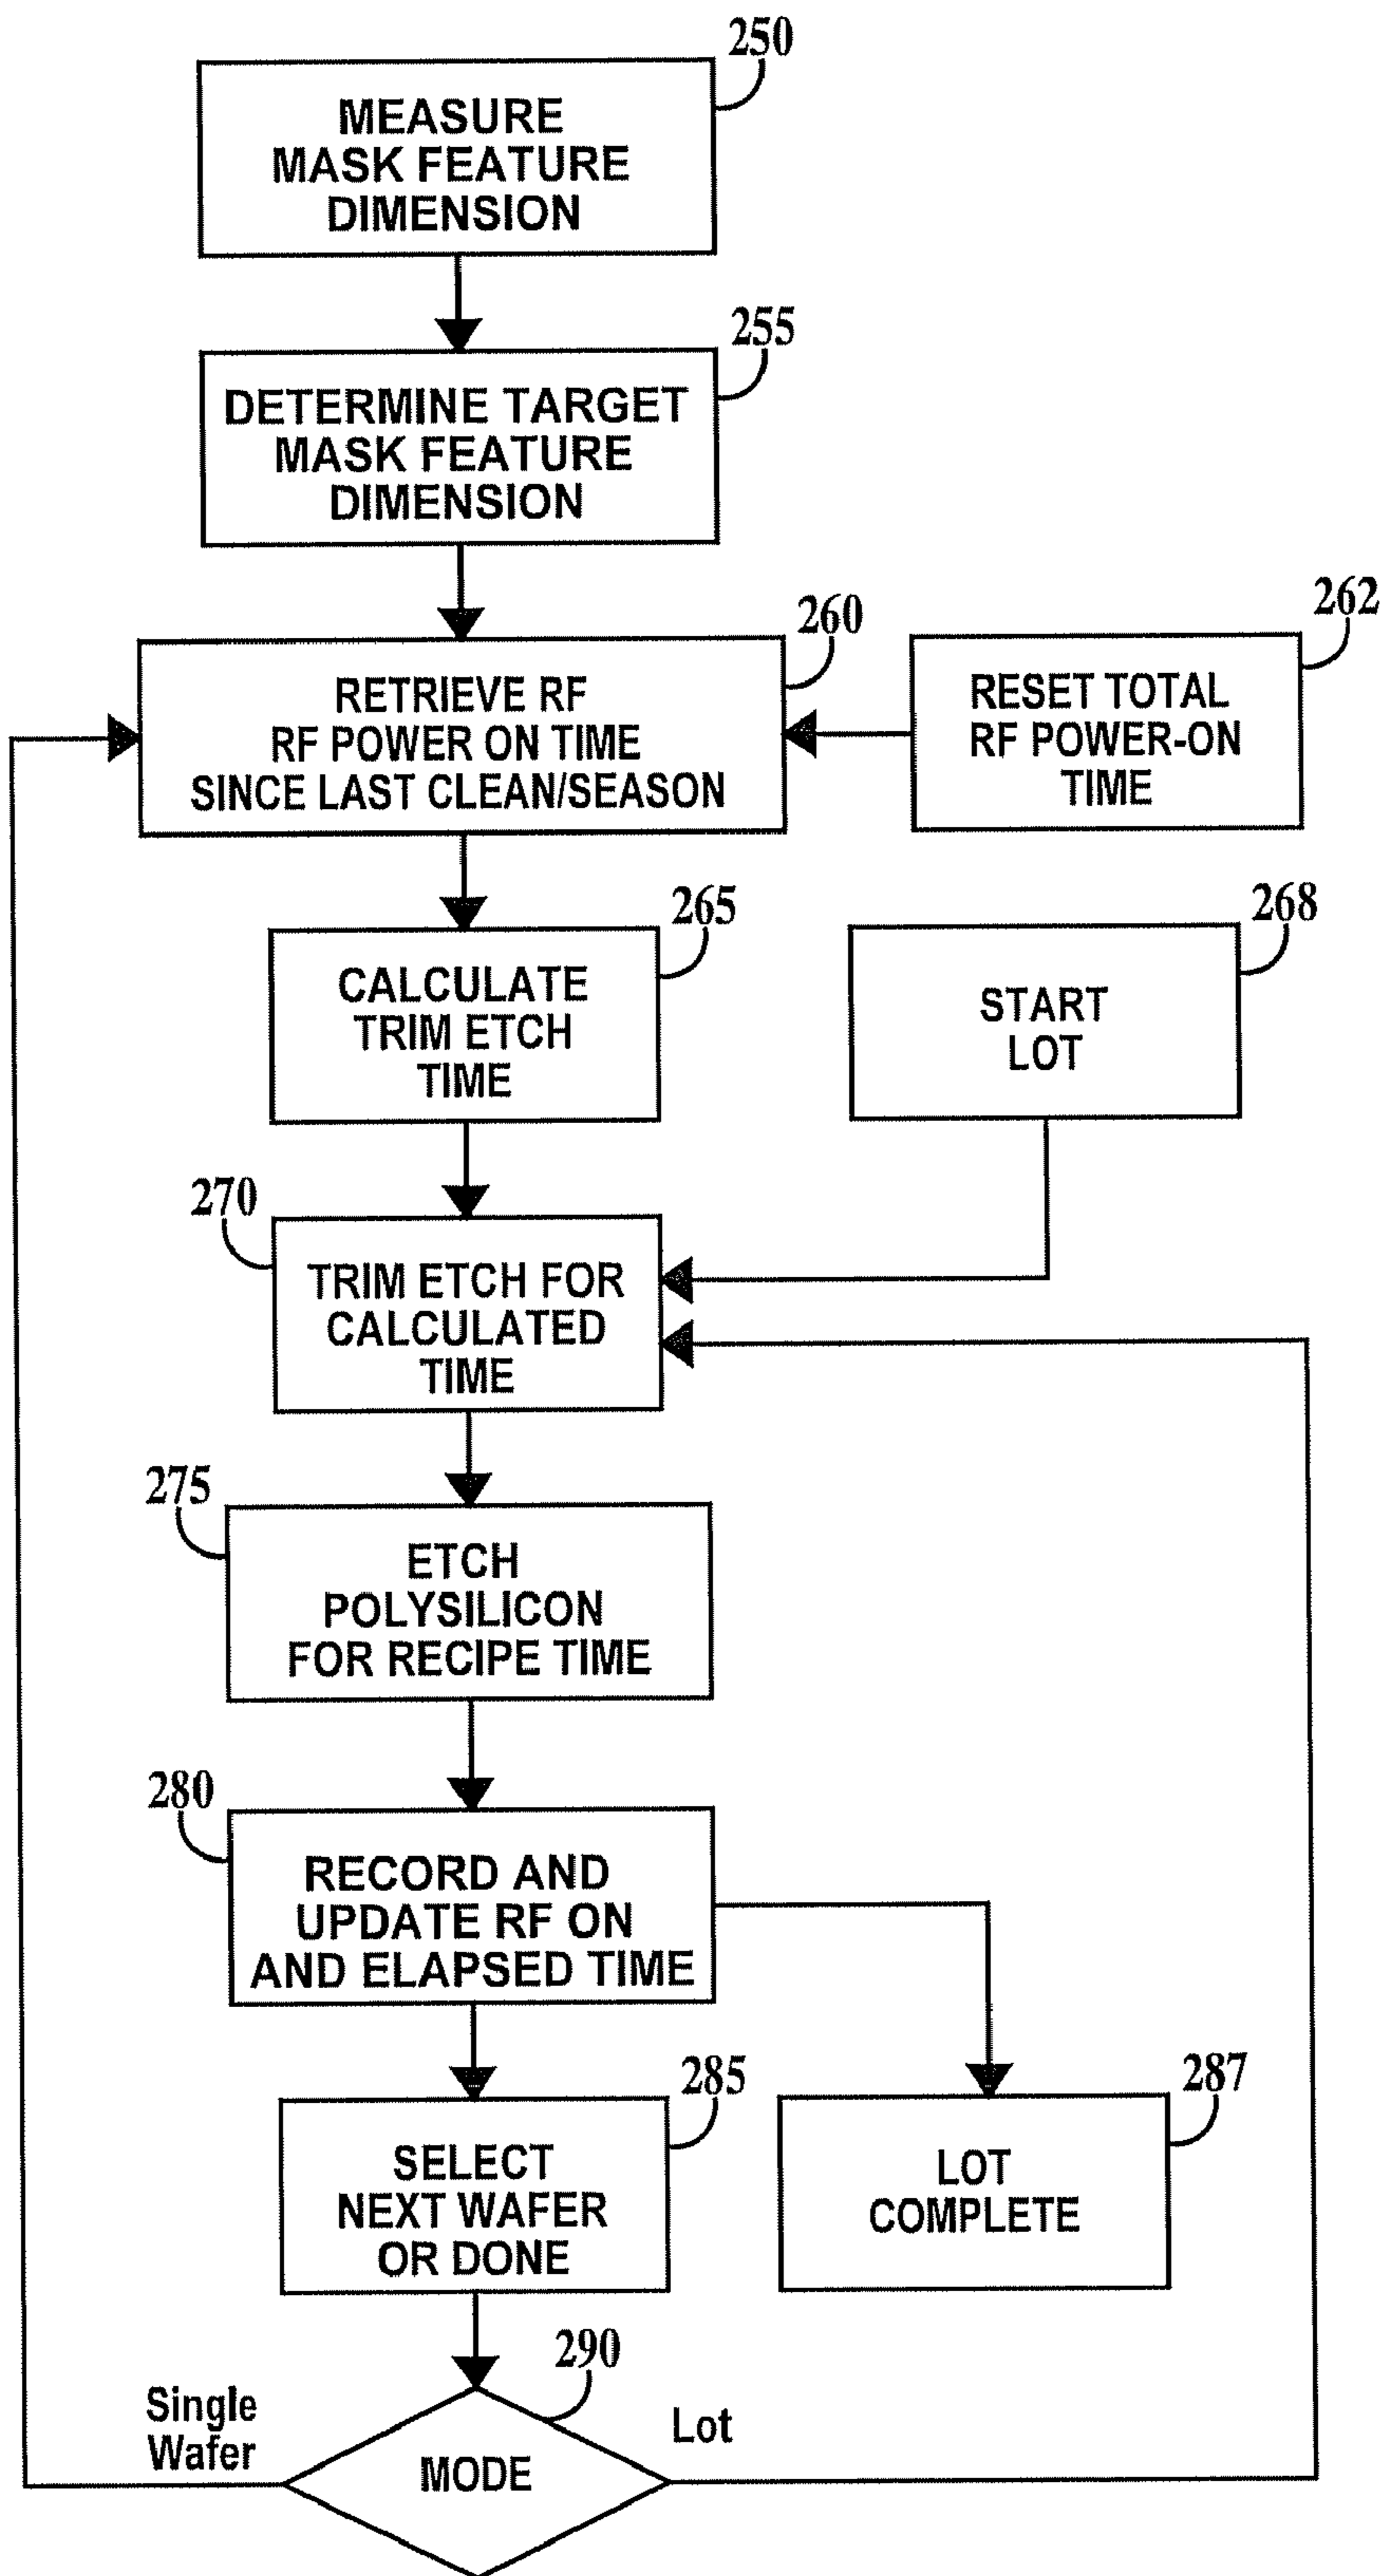 250
MEASURE
MASK FEATURE
DIMENSION
255
DETERMINE TARGET
MASK FEATURE
DIMENSION
260
RETRIEVE RF
RF POWER ON TIME
SINCE LAST CLEAN/SEASON
262
RESET TOTAL
RF POWER-ON
TIME
265
CALCULATE
TRIM ETCH
TIME
268
START
LOT
270
TRIM ETCH FOR
CALCULATED
TIME
275
ETCH
POLYSILICON
FOR RECIPE TIME
280
RECORD AND
UPDATE RF ON
AND ELAPSED TIME
285
SELECT
NEXT WAFER
OR DONE
287
LOT
COMPLETE
290
Single
Wafer
MODE
Lot